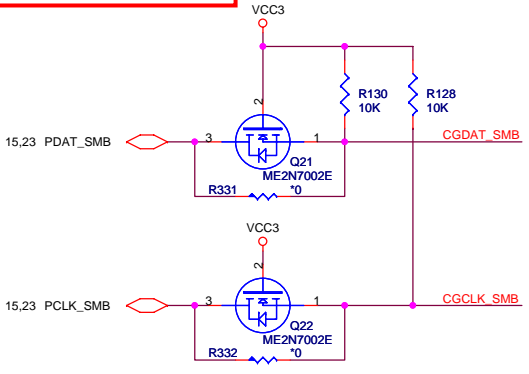 VCC3
R130
10K
R128
10K
2
15,23 PDAT_SMB
3
1
CGDAT_SMB
Q21
ME2N7002E
R331
*0
VCC3
2
15,23 PCLK_SMB
3
1
CGCLK_SMB
Q22
ME2N7002E
R332
*0